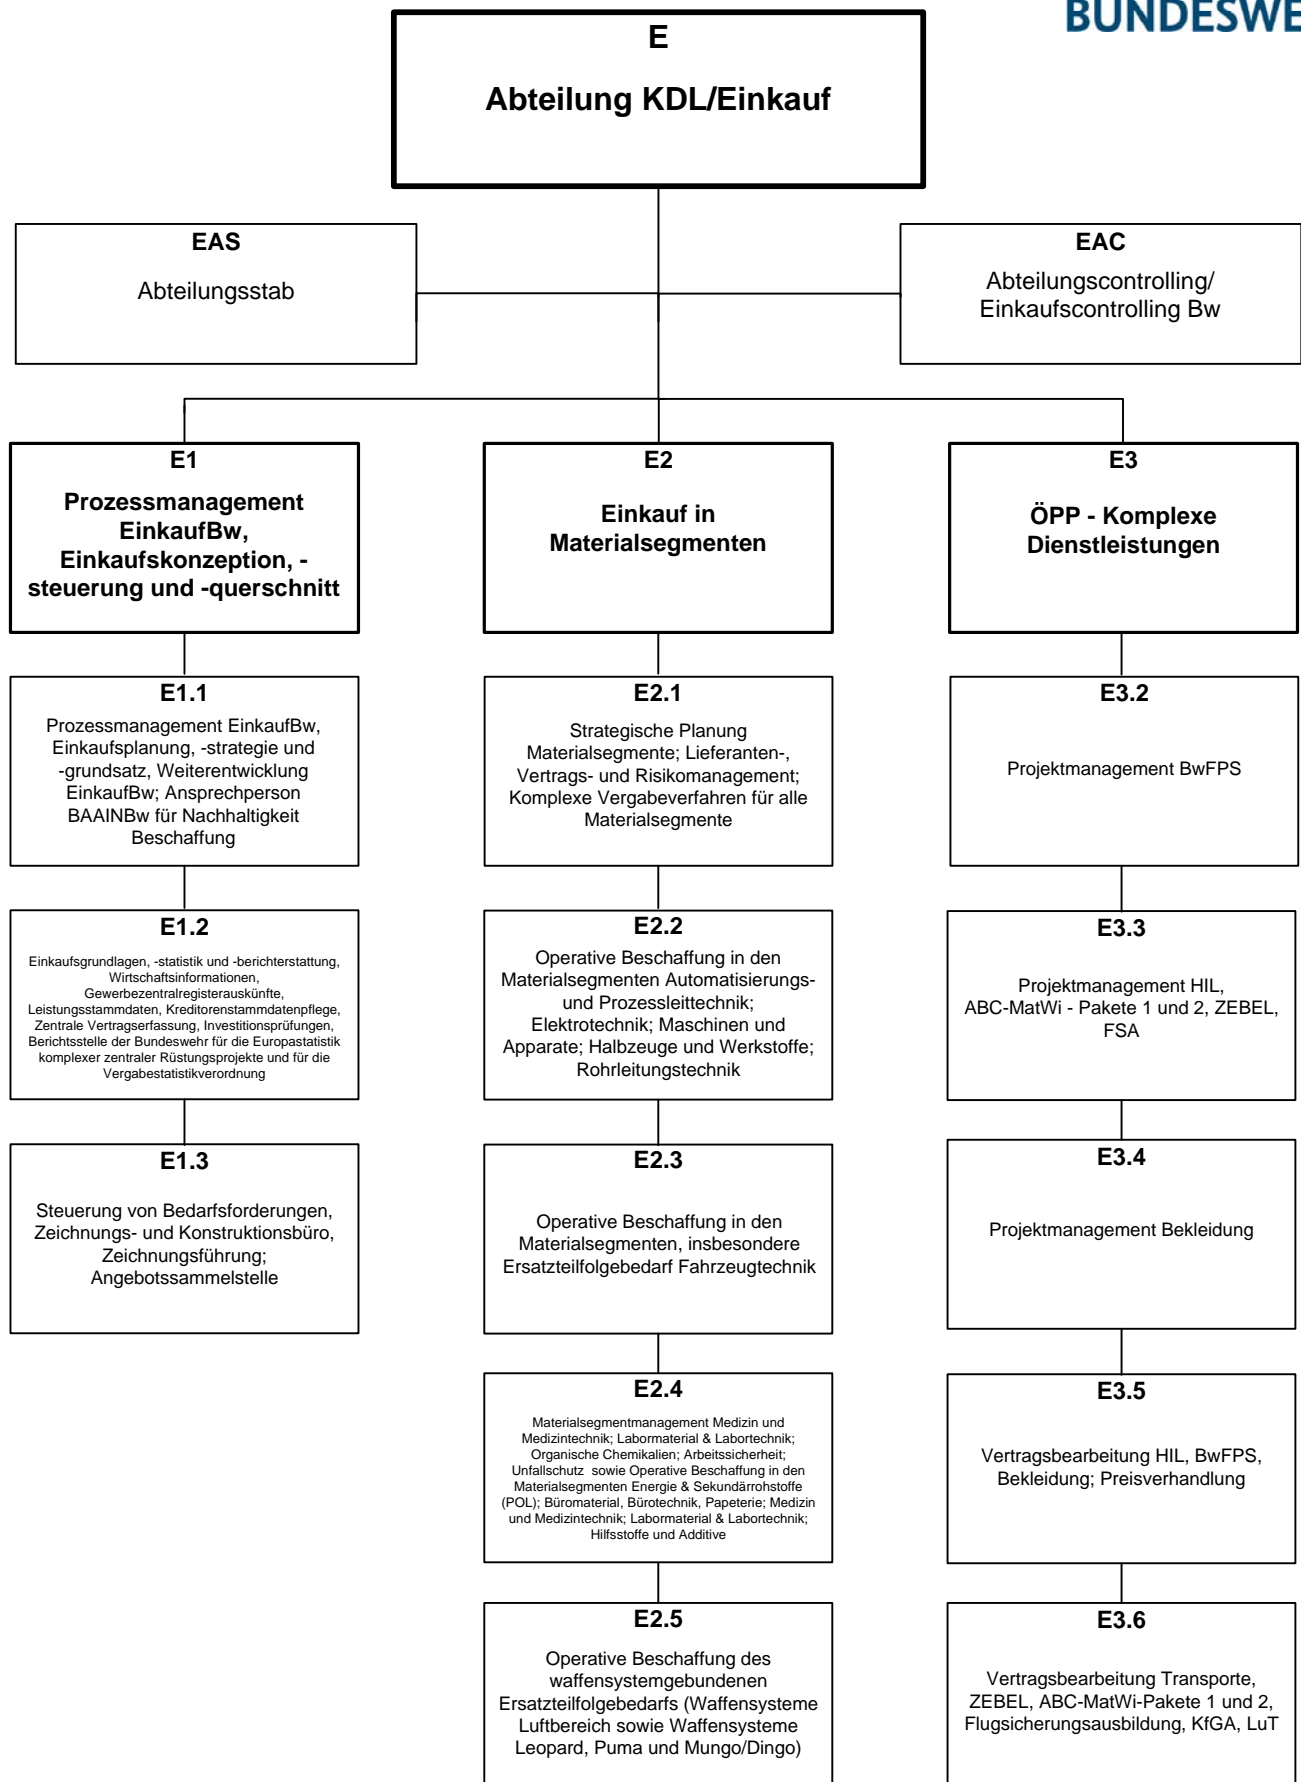 BUNDESWE
E
Abteilung KDL/Einkauf
EAS
Abteilungsstab
EAC
Abteilungscontrolling/
Einkaufscontrolling Bw
E1
Prozessmanagement
EinkaufBw,
Einkaufskonzeption, -
steuerung und -querschnitt
E2
Einkauf in
Materialsegmenten
E3
ÖPP - Komplexe
Dienstleistungen
E1.1
Prozessmanagement EinkaufBw,
Einkaufsplanung, -strategie und
-grundsatz, Weiterentwicklung
EinkaufBw; Ansprechperson
BAAINBw für Nachhaltigkeit
Beschaffung
E2.1
Strategische Planung
Materialsegmente; Lieferanten-,
Vertrags- und Risikomanagement;
Komplexe Vergabeverfahren für alle
Materialsegmente
E3.2
Projektmanagement BwFPS
E1.2
Einkaufsgrundlagen, -statistik und -berichterstattung,
Wirtschaftsinformationen,
Gewerbezentralregisterauskünfte,
Leistungsstammdaten, Kreditorenstammdatenpflege,
Zentrale Vertragserfassung, Investitionsprüfungen,
Berichtsstelle der Bundeswehr für die Europastatistik
komplexer zentraler Rüstungsprojekte und für die
Vergabestatistikverordnung
E2.2
Operative Beschaffung in den
Materialsegmenten Automatisierungs-
und Prozessleittechnik;
Elektrotechnik; Maschinen und
Apparate; Halbzeuge und Werkstoffe;
Rohrleitungstechnik
E3.3
Projektmanagement HIL,
ABC-MatWi - Pakete 1 und 2, ZEBEL,
FSA
E1.3
Steuerung von Bedarfsforderungen,
Zeichnungs- und Konstruktionsbüro,
Zeichnungsführung;
Angebotssammelstelle
E2.3
Operative Beschaffung in den
Materialsegmenten, insbesondere
Ersatzteilfolgebedarf Fahrzeugtechnik
E3.4
Projektmanagement Bekleidung
E2.4
Materialsegmentmanagement Medizin und
Medizintechnik; Labormaterial & Labortechnik;
Organische Chemikalien; Arbeitssicherheit;
Unfallschutz sowie Operative Beschaffung in den
Materialsegmenten Energie & Sekundärrohstoffe
(POL); Büromaterial, Bürotechnik, Papeterie; Medizin
und Medizintechnik; Labormaterial & Labortechnik;
Hilfsstoffe und Additive
E3.5
Vertragsbearbeitung HIL, BwFPS,
Bekleidung; Preisverhandlung
E2.5
Operative Beschaffung des
waffensystemgebundenen
Ersatzteilfolgebedarfs (Waffensysteme
Luftbereich sowie Waffensysteme
Leopard, Puma und Mungo/Dingo)
E3.6
Vertragsbearbeitung Transporte,
ZEBEL, ABC-MatWi-Pakete 1 und 2,
Flugsicherungsausbildung, KfGA, LuT